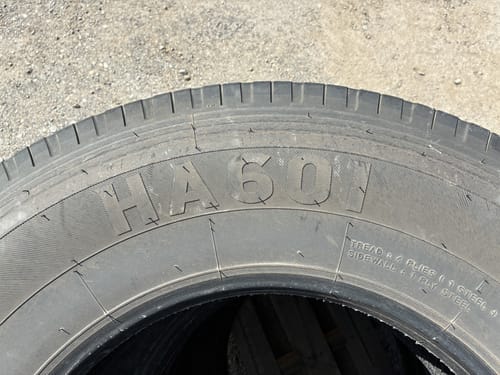 HA601
TREAD : 4 PLIES : 4 STEEL +
SIDEWALL : 1 PLY STEEL